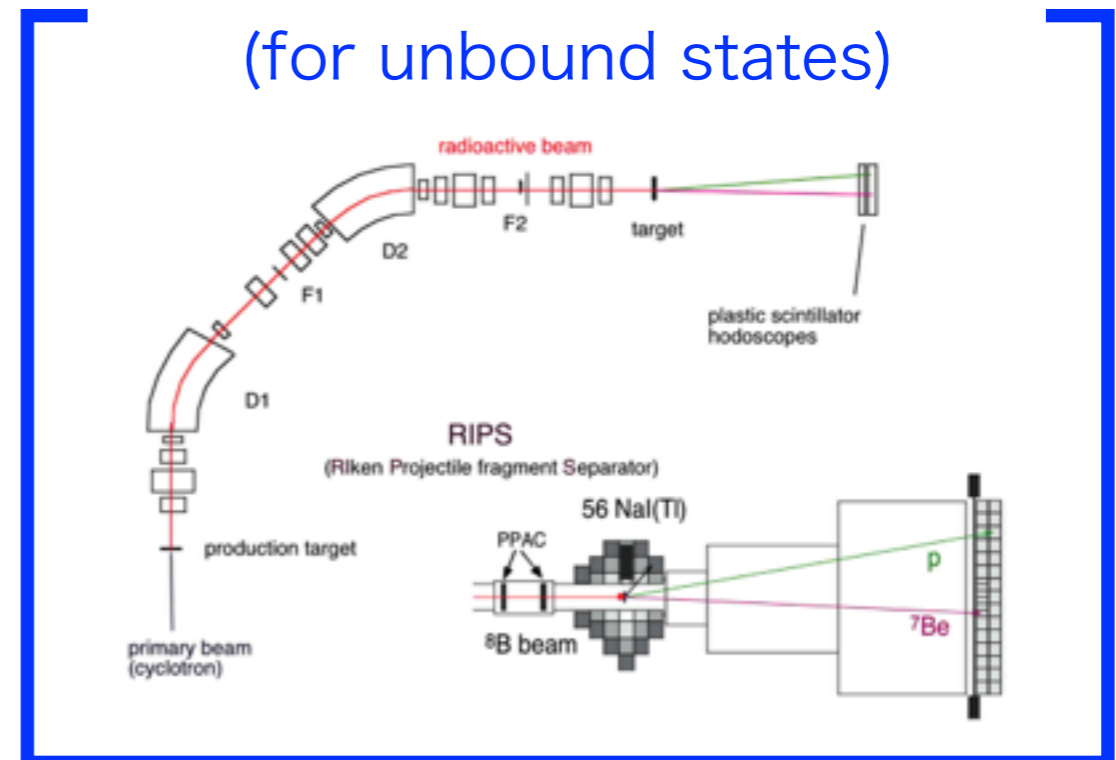 (for unbound states)
radioactive beam
F2
target
D2
F1
plastic scintillator
hodoscopes
D1
RIPS
(RIken Projectile fragment Separator)
56 NaI(Tl)
PPAC
production target
p
⁷Be
⁸B beam
primary beam
(cyclotron)